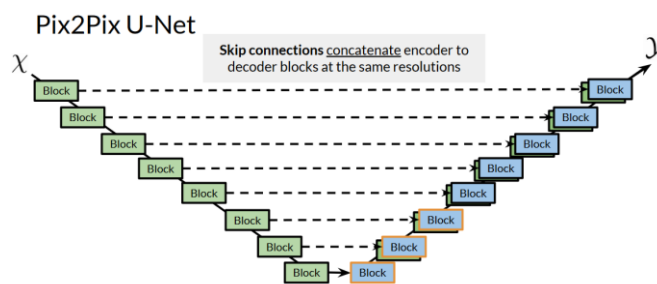 Pix2Pix U-Net
Skip connections concatenate encoder to
decoder blocks at the same resolutions
χ
y
Block Block
Block Block
Block Block
Block Block
Block Block
Block Block
Block Block
Block Block